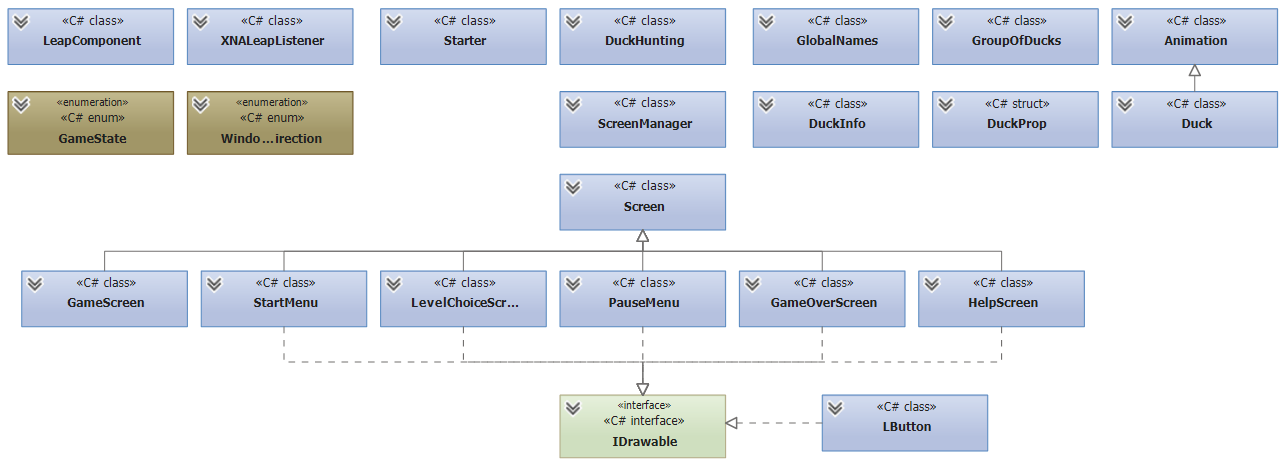 «C# class»
LeapComponent
«C# class»
XNALeapListener
«C# class»
Starter
«C# class»
DuckHunting
«C# class»
GlobalNames
«C# class»
GroupOfDucks
«C# class»
Animation
«enumeration»
«C# enum»
GameState
«enumeration»
«C# enum»
Windo...irection
«C# class»
ScreenManager
«C# class»
DuckInfo
«C# struct»
DuckProp
«C# class»
Duck
«C# class»
Screen
«C# class»
GameScreen
«C# class»
StartMenu
«C# class»
LevelChoiceScr...
«C# class»
PauseMenu
«C# class»
GameOverScreen
«C# class»
HelpScreen
«interface»
«C# interface»
IDrawable
«C# class»
LButton